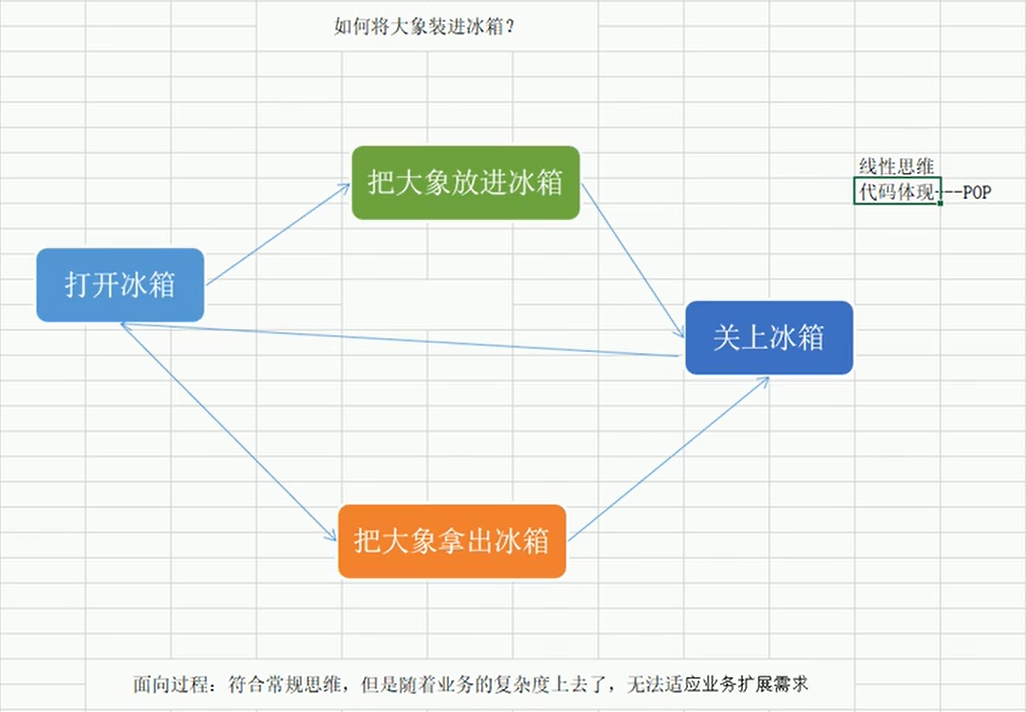 如何将大象装进冰箱？
把大象放进冰箱
线性思维
代码体现---POP
打开冰箱
关上冰箱
把大象拿出冰箱
面向过程：符合常规思维，但是随着业务的复杂度上去了，无法适应业务扩展需求